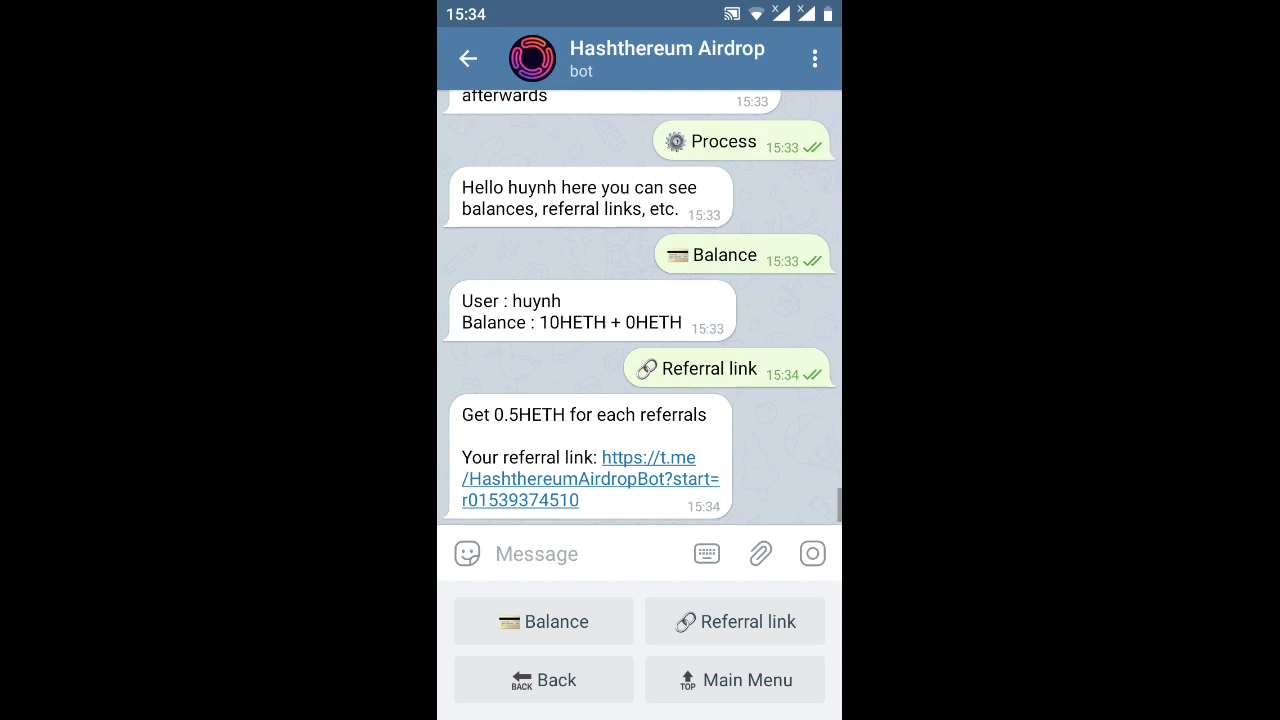 15:34
Hashthereum Airdrop
bot
afterwards
15:33
Process 15:33
Hello huynh here you can see
balances, referral links, etc. 15:33
Balance 15:33
User : huynh
Balance : 10HETH + 0HETH 15:33
Referral link 15:34
Get 0.5HETH for each referrals
Your referral link: https://t.me
/HashthereumAirdropBot?start=
r01539374510 15:34
Message
Balance
Referral link
BACK Back
TOP Main Menu